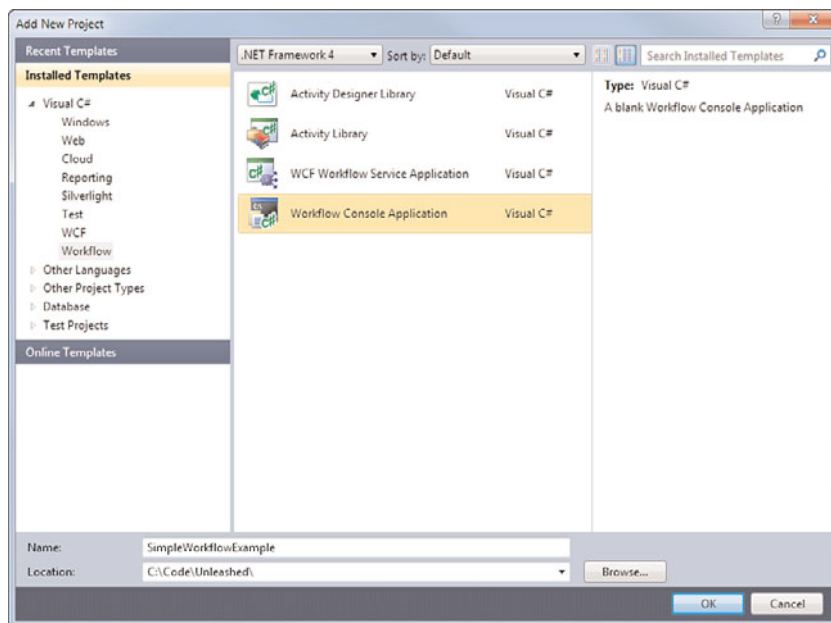 Add New Project
Recent Templates
Installed Templates
Visual C#
Windows
Web
Cloud
Reporting
Silverlight
Test
WCF
Workflow
Other Languages
Other Project Types
Database
Test Projects
Online Templates
.NET Framework 4
Sort by: Default
Search Installed Templates
Activity Designer Library Visual C#
Activity Library Visual C#
WCF Workflow Service Application Visual C#
Workflow Console Application Visual C#
Type: Visual C#
A blank Workflow Console Application
Name: SimpleWorkflowExample
Location: C:\Code\Unleashed\
Browse...
OK Cancel